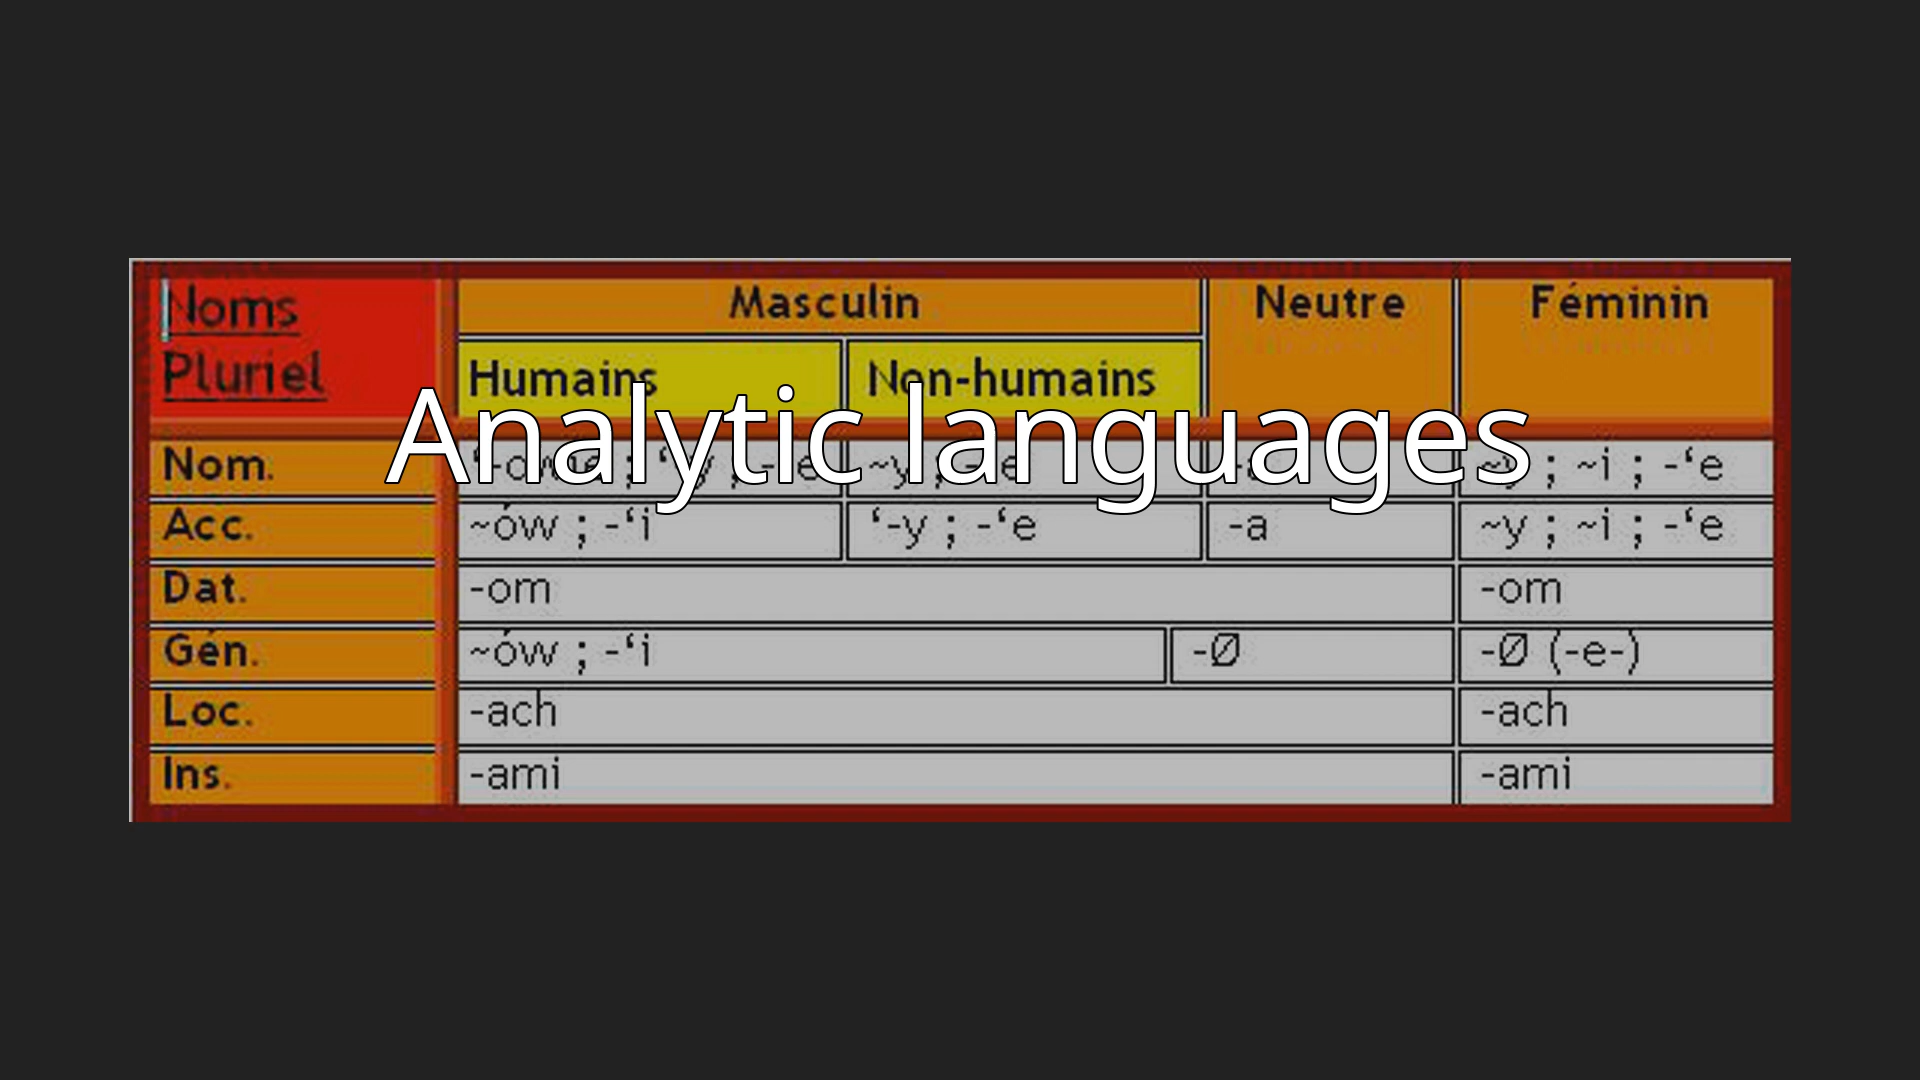 Noms Pluriel
Masculin Neutre Féminin
Humains Non-humains
Analytic languages
Nom. ~y ; ~i ; -‘e
Acc. ~ów ; -‘i ‘-y ; -‘e -a ~y ; ~i ; -‘e
Dat. -om -om
Gén. ~ów ; -‘i -Ø -Ø (-e-)
Loc. -ach -ach
Ins. -ami -ami